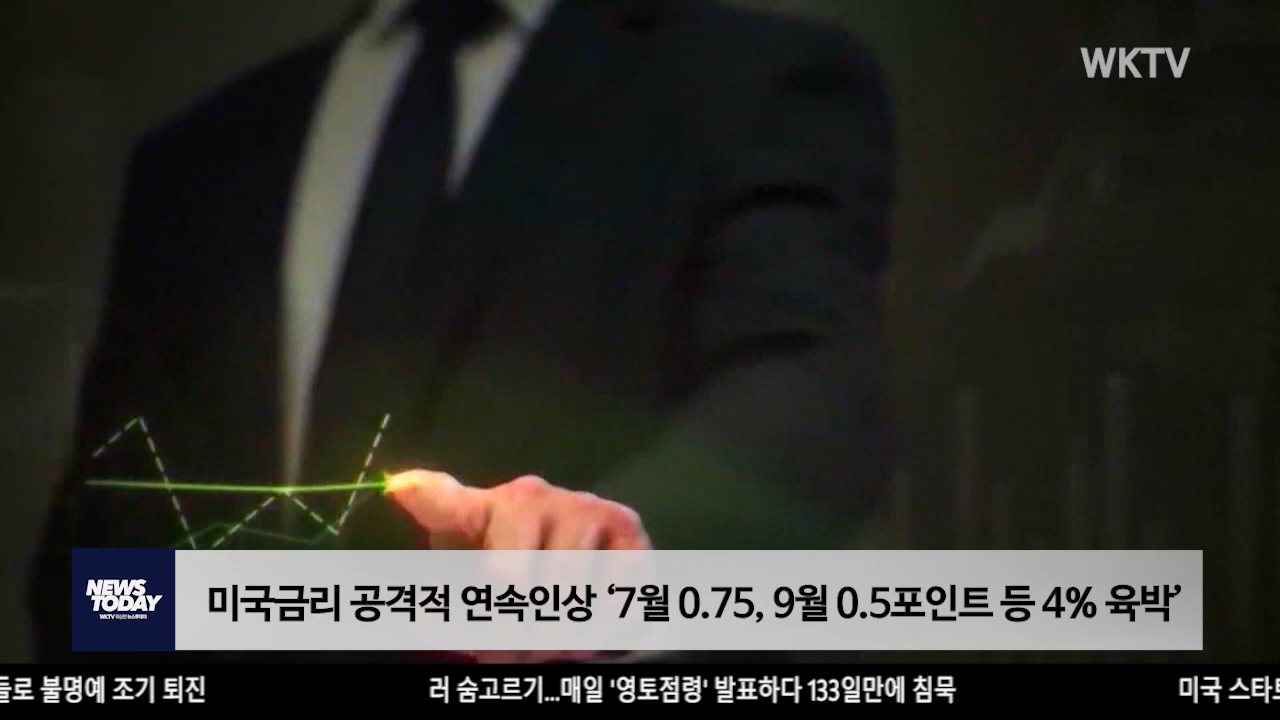 WKTV
NEWS
TODAY
미국금리 공격적 연속인상 ‘7월 0.75, 9월 0.5포인트 등 4% 육박’
들로 불명예 조기 퇴진 러 숨고르기...매일 '영토점령' 발표하다 133일만에 침묵 미국 스타트